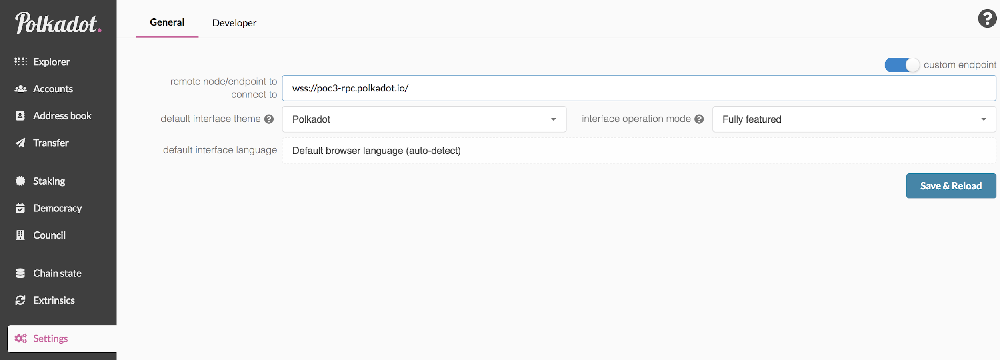 Polkadot.
Explorer
Accounts
Address book
Transfer
Staking
Democracy
Council
Chain state
Extrinsics
Settings
General
Developer
custom endpoint
remote node/endpoint to
connect to
wss://poc3-rpc.polkadot.io/
default interface theme ?
Polkadot
interface operation mode ?
Fully featured
default interface language
Default browser language (auto-detect)
Save & Reload
?